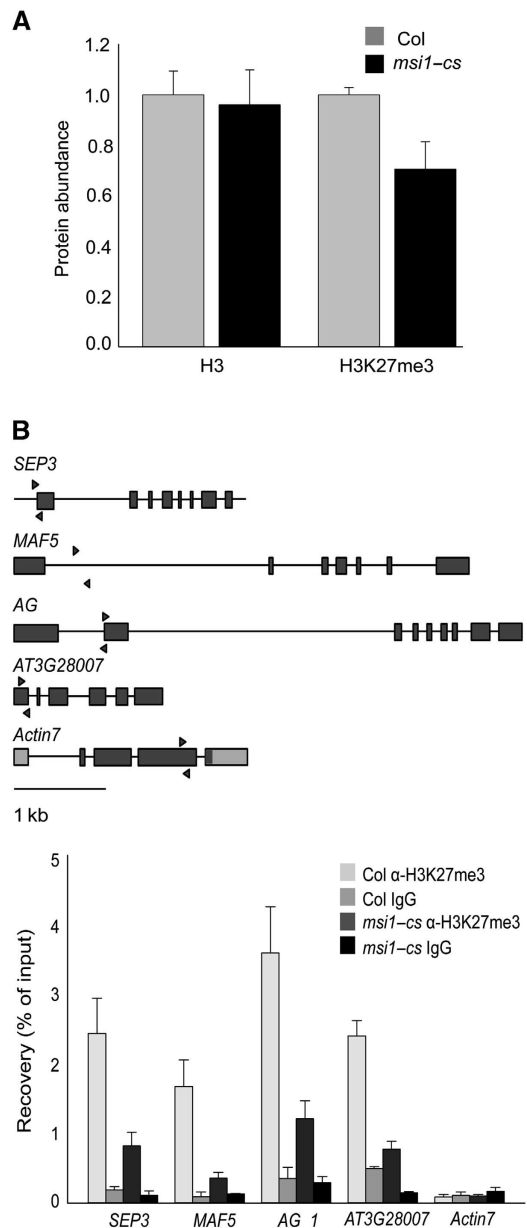 A
1.2
1.0
0.8
0.6
0.4
0.2
0.0
Protein abundance
Col
msi1–cs
H3
H3K27me3
B
SEP3
MAF5
AG
AT3G28007
Actin7
1 kb
5
4
3
2
1
0
Recovery (% of input)
Col α-H3K27me3
Col IgG
msi1–cs α-H3K27me3
msi1–cs IgG
SEP3
MAF5
AG 1
AT3G28007
Actin7